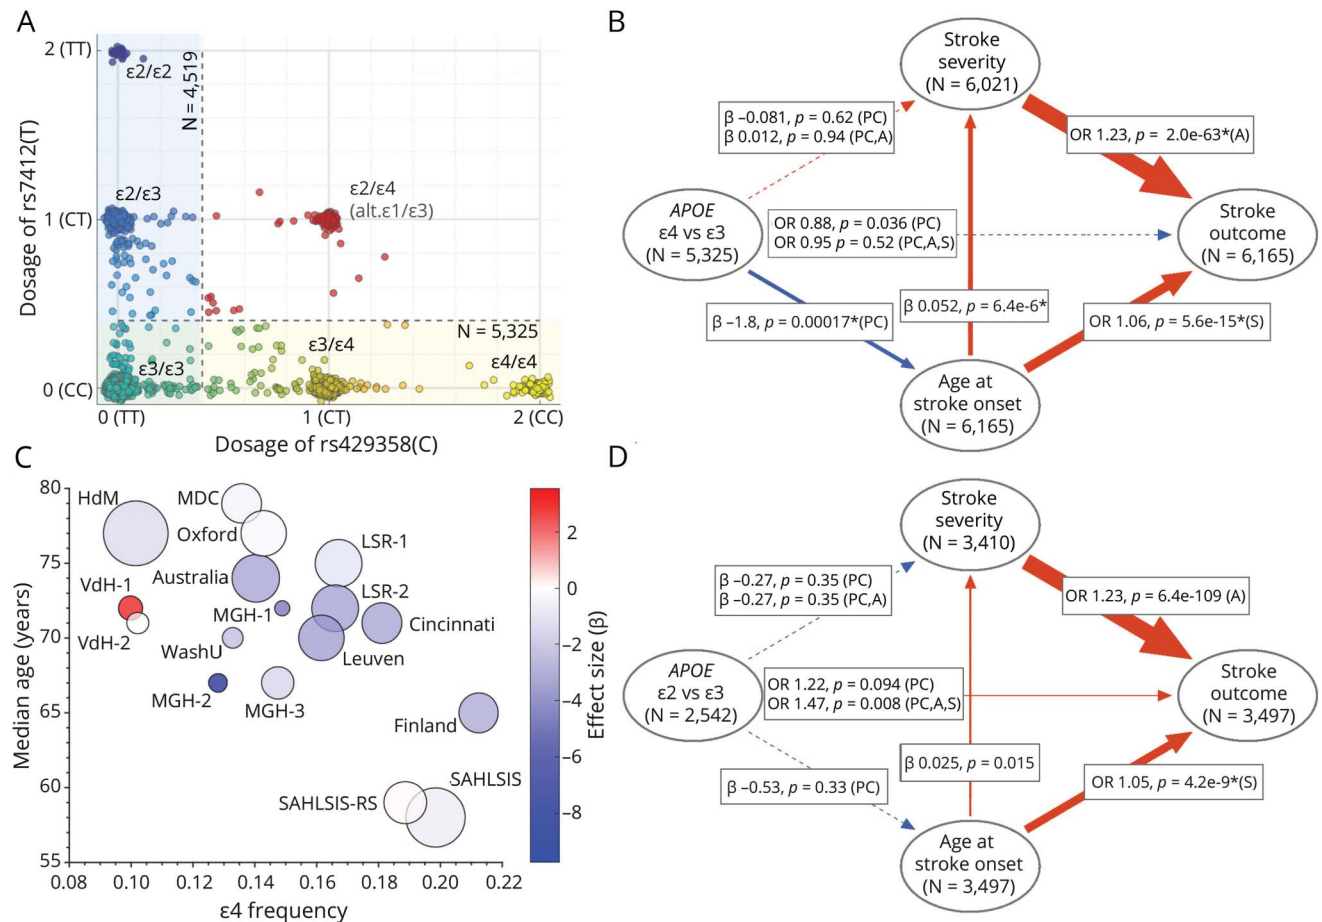 A
2 (TT)
ε2/ε2
N = 4,519
ε2/ε3
ε2/ε4
(alt.ε1/ε3)
1 (CT)
Dosage of rs7412(T)
N = 5,325
ε3/ε3
ε3/ε4
ε4/ε4
0 (CC)
0 (TT)
1 (CT)
2 (CC)
Dosage of rs429358(C)
B
Stroke
severity
(N = 6,021)
β –0.081, p = 0.62 (PC)
β 0.012, p = 0.94 (PC,A)
OR 1.23, p = 2.0e-63*(A)
APOE
ε4 vs ε3
(N = 5,325)
OR 0.88, p = 0.036 (PC)
OR 0.95 p = 0.52 (PC,A,S)
Stroke
outcome
(N = 6,165)
β –1.8, p = 0.00017*(PC)
β 0.052, p = 6.4e-6*
OR 1.06, p = 5.6e-15*(S)
Age at
stroke onset
(N = 6,165)
C
80
75
70
65
60
55
Median age (years)
HdM
MDC
Oxford
LSR-1
VdH-1
Australia
LSR-2
MGH-1
Cincinnati
VdH-2
WashU
Leuven
MGH-2
MGH-3
Finland
SAHLSIS
SAHLSIS-RS
0.08
0.10
0.12
0.14
0.16
0.18
0.20
0.22
ε4 frequency
2
0
−2
−4
−6
−8
Effect size (β)
D
Stroke
severity
(N = 3,410)
β –0.27, p = 0.35 (PC)
β –0.27, p = 0.35 (PC,A)
OR 1.23, p = 6.4e-109 (A)
APOE
ε2 vs ε3
(N = 2,542)
OR 1.22, p = 0.094 (PC)
OR 1.47, p = 0.008 (PC,A,S)
Stroke
outcome
(N = 3,497)
β –0.53, p = 0.33 (PC)
β 0.025, p = 0.015
OR 1.05, p = 4.2e-9*(S)
Age at
stroke onset
(N = 3,497)